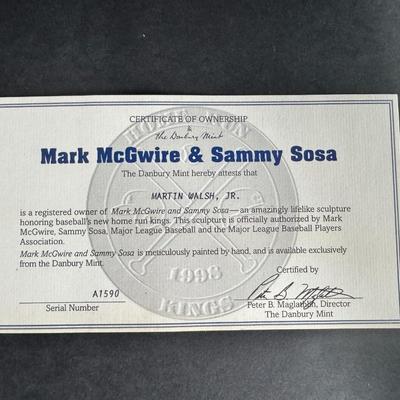 CERTIFICATE OF OWNERSHIP
&
the Danbury Mint
HOME RUN
Mark McGwire & Sammy Sosa
The Danbury Mint hereby attests that
MARTIN WALSH, JR.
is a registered owner of Mark McGwire and Sammy Sosa—an amazingly lifelike sculpture
honoring baseball's new home run kings. This sculpture is officially authorized by Mark
McGwire, Sammy Sosa, Major League Baseball and the Major League Baseball Players
Association.
Mark McGwire and Sammy Sosa is meticulously painted by hand, and is available exclusively
from the Danbury Mint.
1998
KINGS
Certified by
A1590
Serial Number
Peter B. Maglathlin, Director
The Danbury Mint